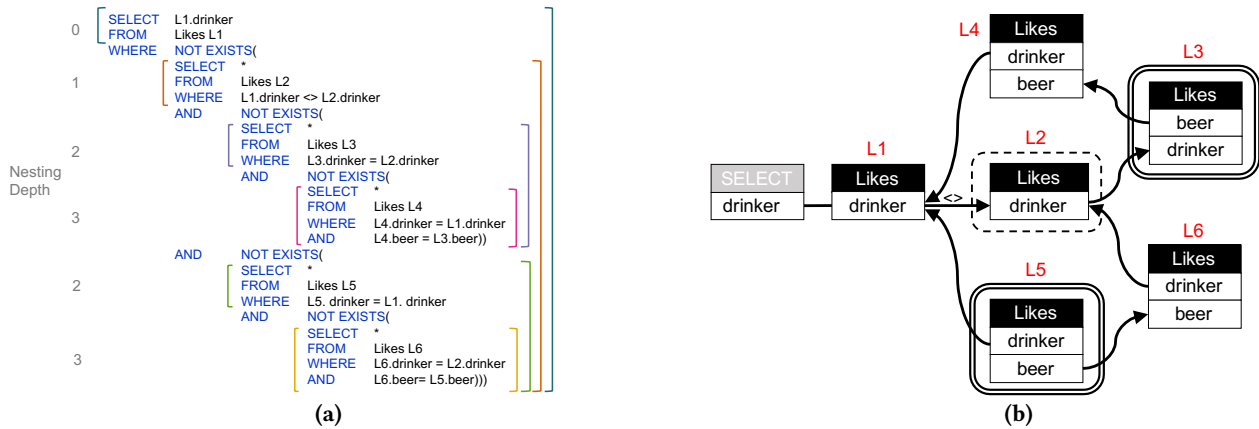 0
SELECT L1.drinker
FROM Likes L1
WHERE NOT EXISTS(
1
SELECT *
FROM Likes L2
WHERE L1.drinker <> L2.drinker
AND NOT EXISTS(
2
SELECT *
FROM Likes L3
WHERE L3.drinker = L2.drinker
AND NOT EXISTS(
Nesting
Depth
3
SELECT *
FROM Likes L4
WHERE L4.drinker = L1.drinker
AND L4.beer = L3.beer))
AND NOT EXISTS(
2
SELECT *
FROM Likes L5
WHERE L5. drinker = L1. drinker
AND NOT EXISTS(
3
SELECT *
FROM Likes L6
WHERE L6.drinker = L2.drinker
AND L6.beer= L5.beer)))
(a)
SELECT
drinker
L1
Likes
drinker
<>
L4
Likes
drinker
beer
L2
Likes
drinker
L5
Likes
drinker
beer
L3
Likes
beer
drinker
L6
Likes
drinker
beer
(b)